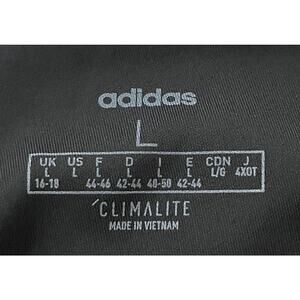 adidas
L
UK US F D I E CDN J
L L L L L L L/G 4XOT
16-18 44-46 42-44 48-50 42-44
CLIMALITE
MADE IN VIETNAM